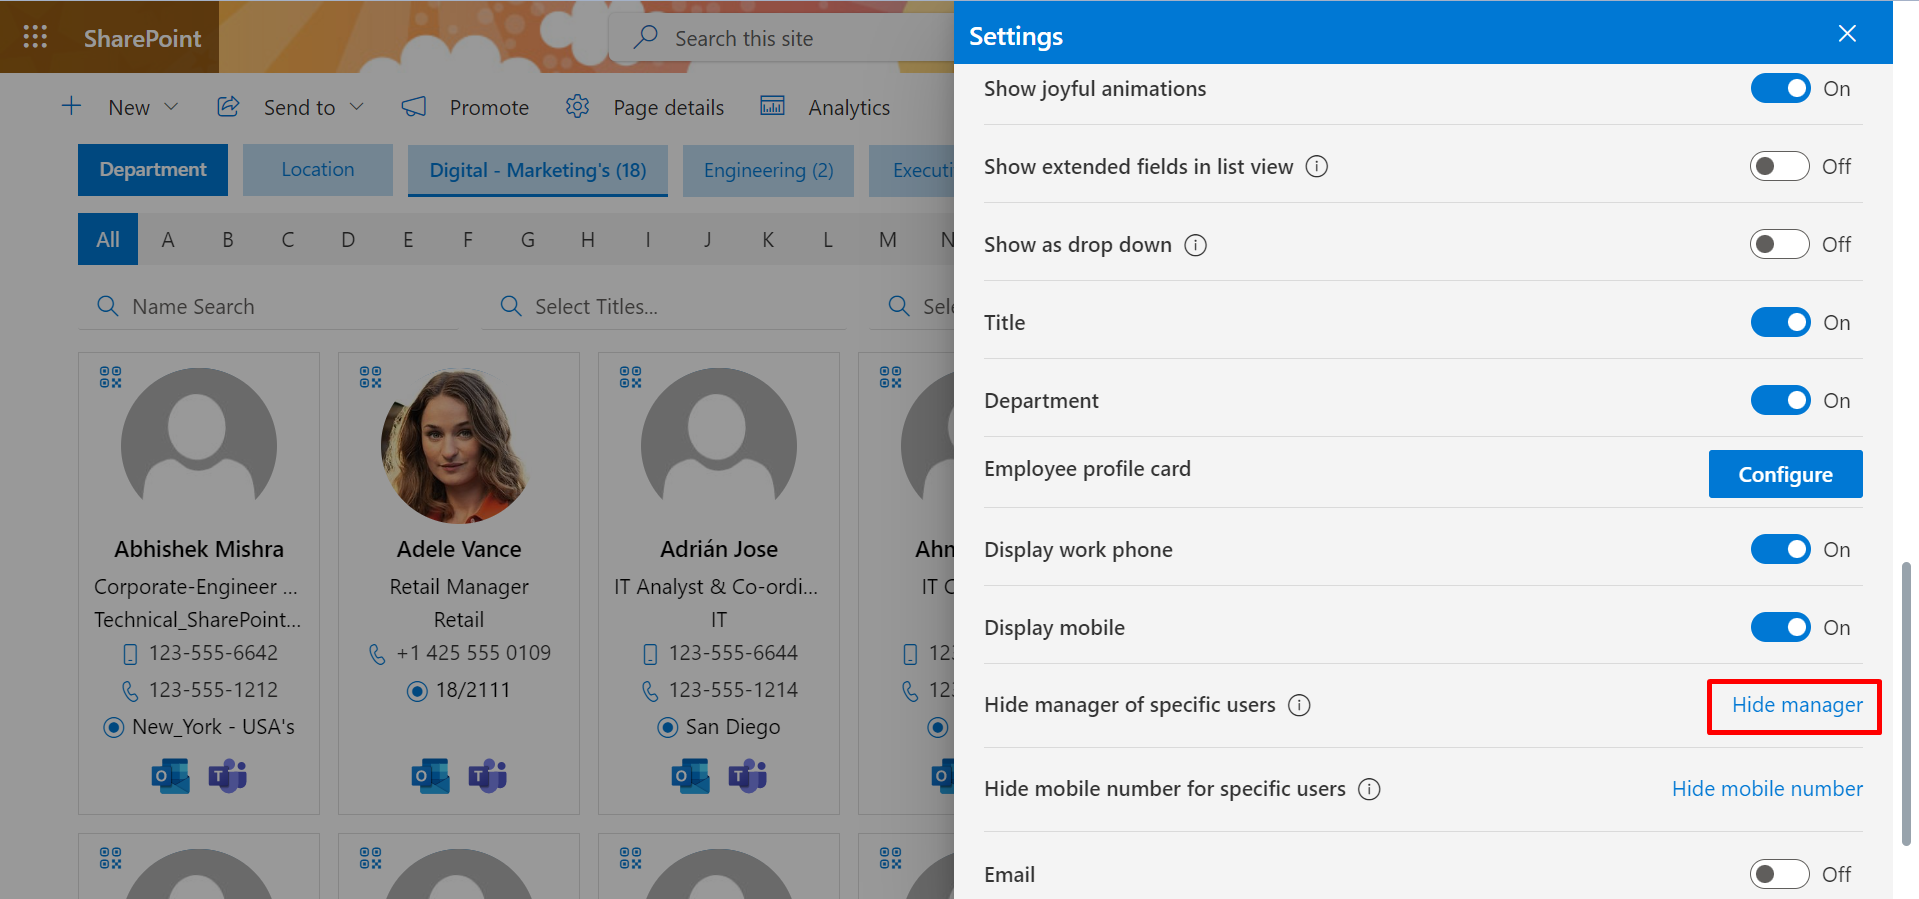 SharePoint
Search this site
New
Send to
Promote
Page details
Analytics
Department
Location
Digital - Marketing's (18)
Engineering (2)
Executi
All A B C D E F G H I J K L M N
Name Search
Select Titles...
Sele
Abhishek Mishra
Corporate-Engineer ...
Technical_SharePoint...
123-555-6642
123-555-1212
New_York - USA's
Adele Vance
Retail Manager
Retail
+1 425 555 0109
18/2111
Adrián Jose
IT Analyst & Co-ordi...
IT
123-555-6644
123-555-1214
San Diego
Ahm
IT C
123
12
Settings
Show joyful animations
On
Show extended fields in list view
Off
Show as drop down
Off
Title
On
Department
On
Employee profile card
Configure
Display work phone
On
Display mobile
On
Hide manager of specific users
Hide manager
Hide mobile number for specific users
Hide mobile number
Email
Off